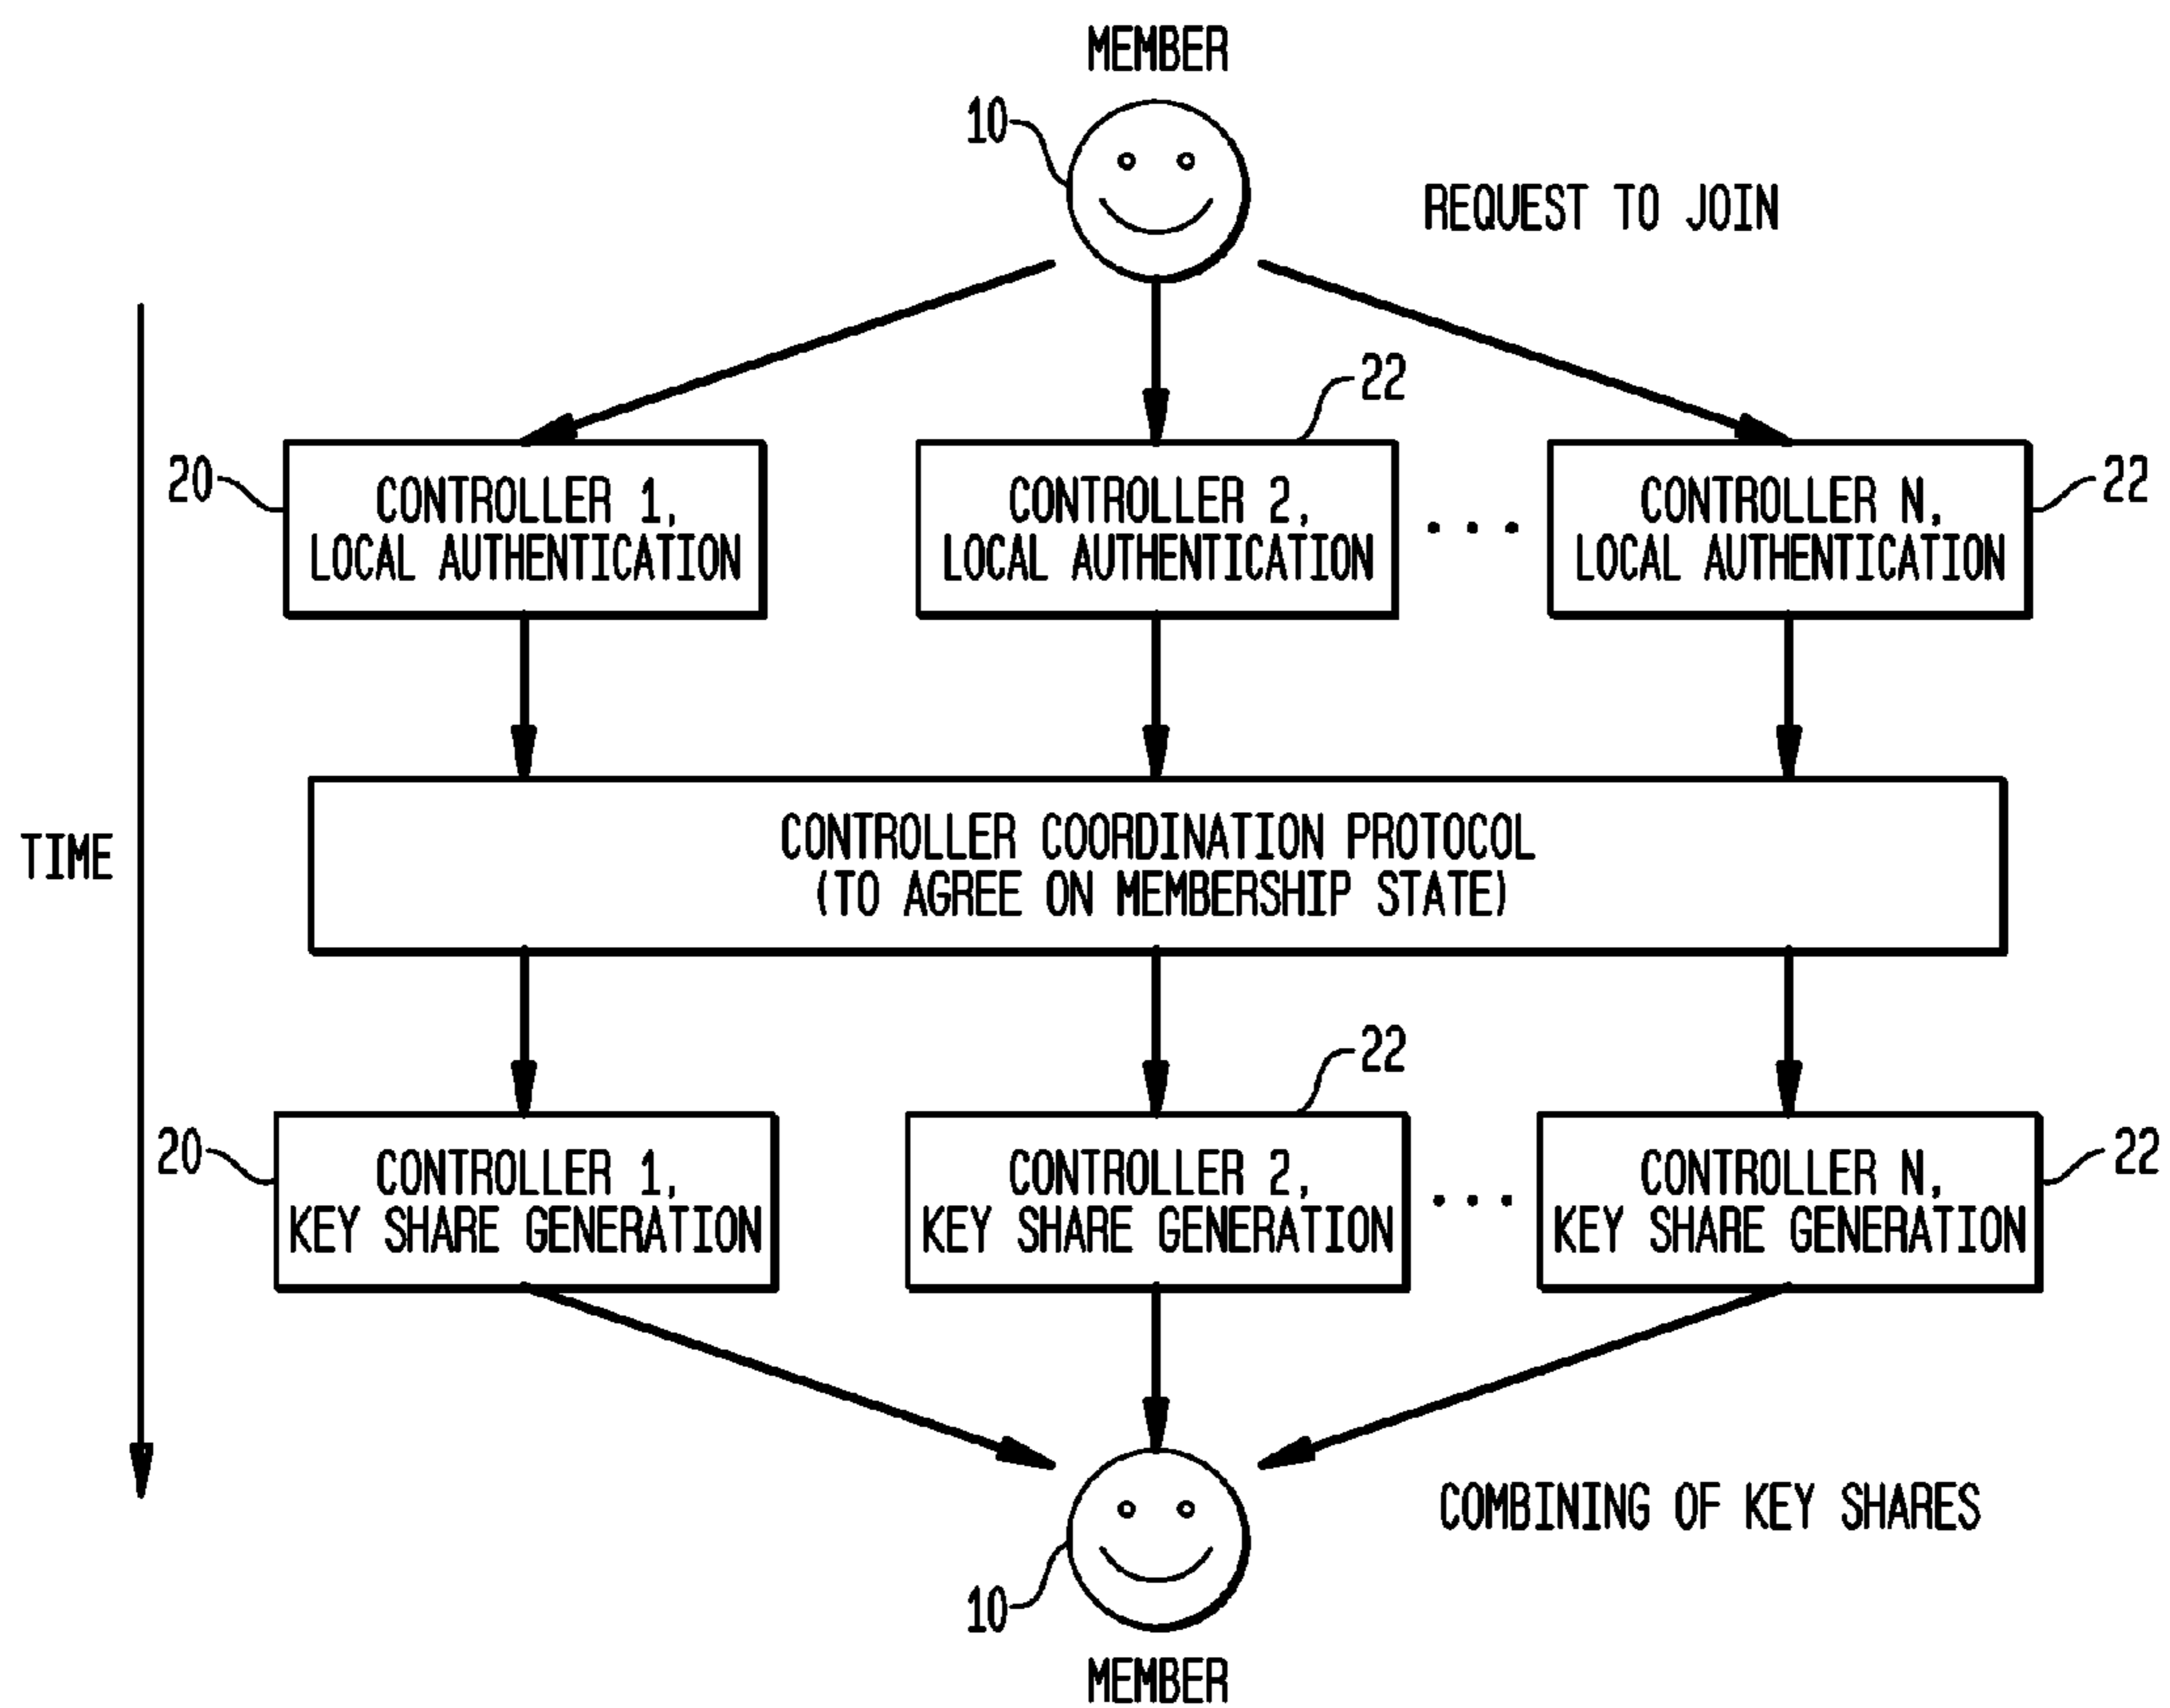 MEMBER
10
REQUEST TO JOIN
22
20
CONTROLLER 1,
LOCAL AUTHENTICATION
CONTROLLER 2,
LOCAL AUTHENTICATION
...
CONTROLLER N,
LOCAL AUTHENTICATION
22
TIME
CONTROLLER COORDINATION PROTOCOL
(TO AGREE ON MEMBERSHIP STATE)
22
20
CONTROLLER 1,
KEY SHARE GENERATION
CONTROLLER 2,
KEY SHARE GENERATION
...
CONTROLLER N,
KEY SHARE GENERATION
22
COMBINING OF KEY SHARES
10
MEMBER